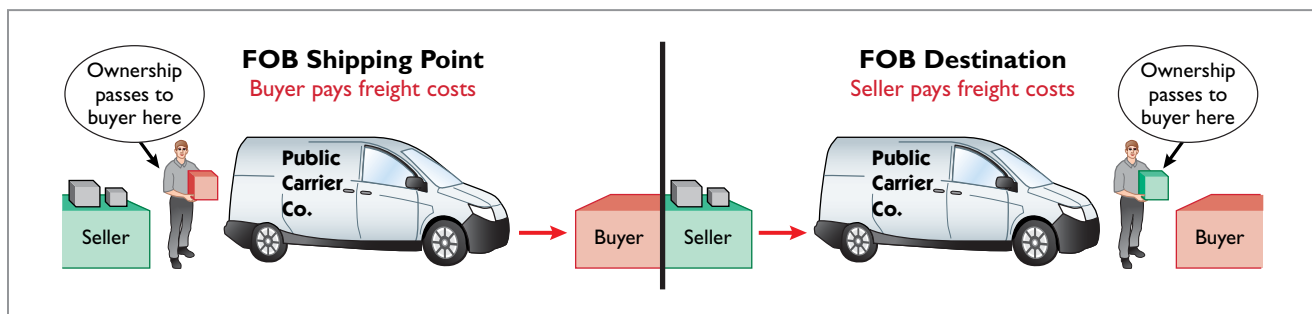 FOB Shipping Point
Buyer pays freight costs
Ownership
passes to
buyer here
Public
Carrier
Co.
Seller
Buyer
FOB Destination
Seller pays freight costs
Ownership
passes to
buyer here
Public
Carrier
Co.
Seller
Buyer